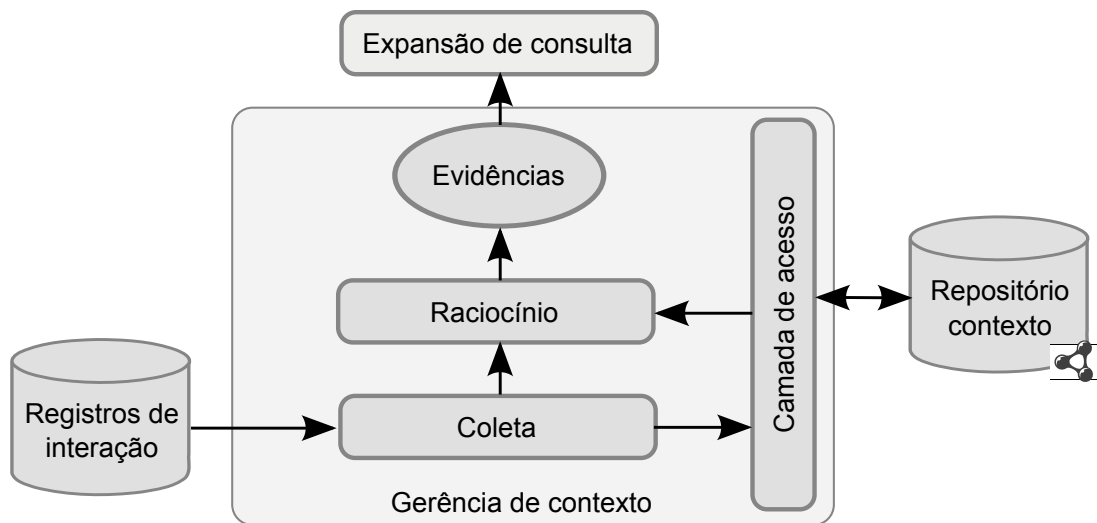 Expansão de consulta
Evidências
Camada de acesso
Raciocínio
Repositório
contexto
Registros de
interação
Coleta
Gerência de contexto